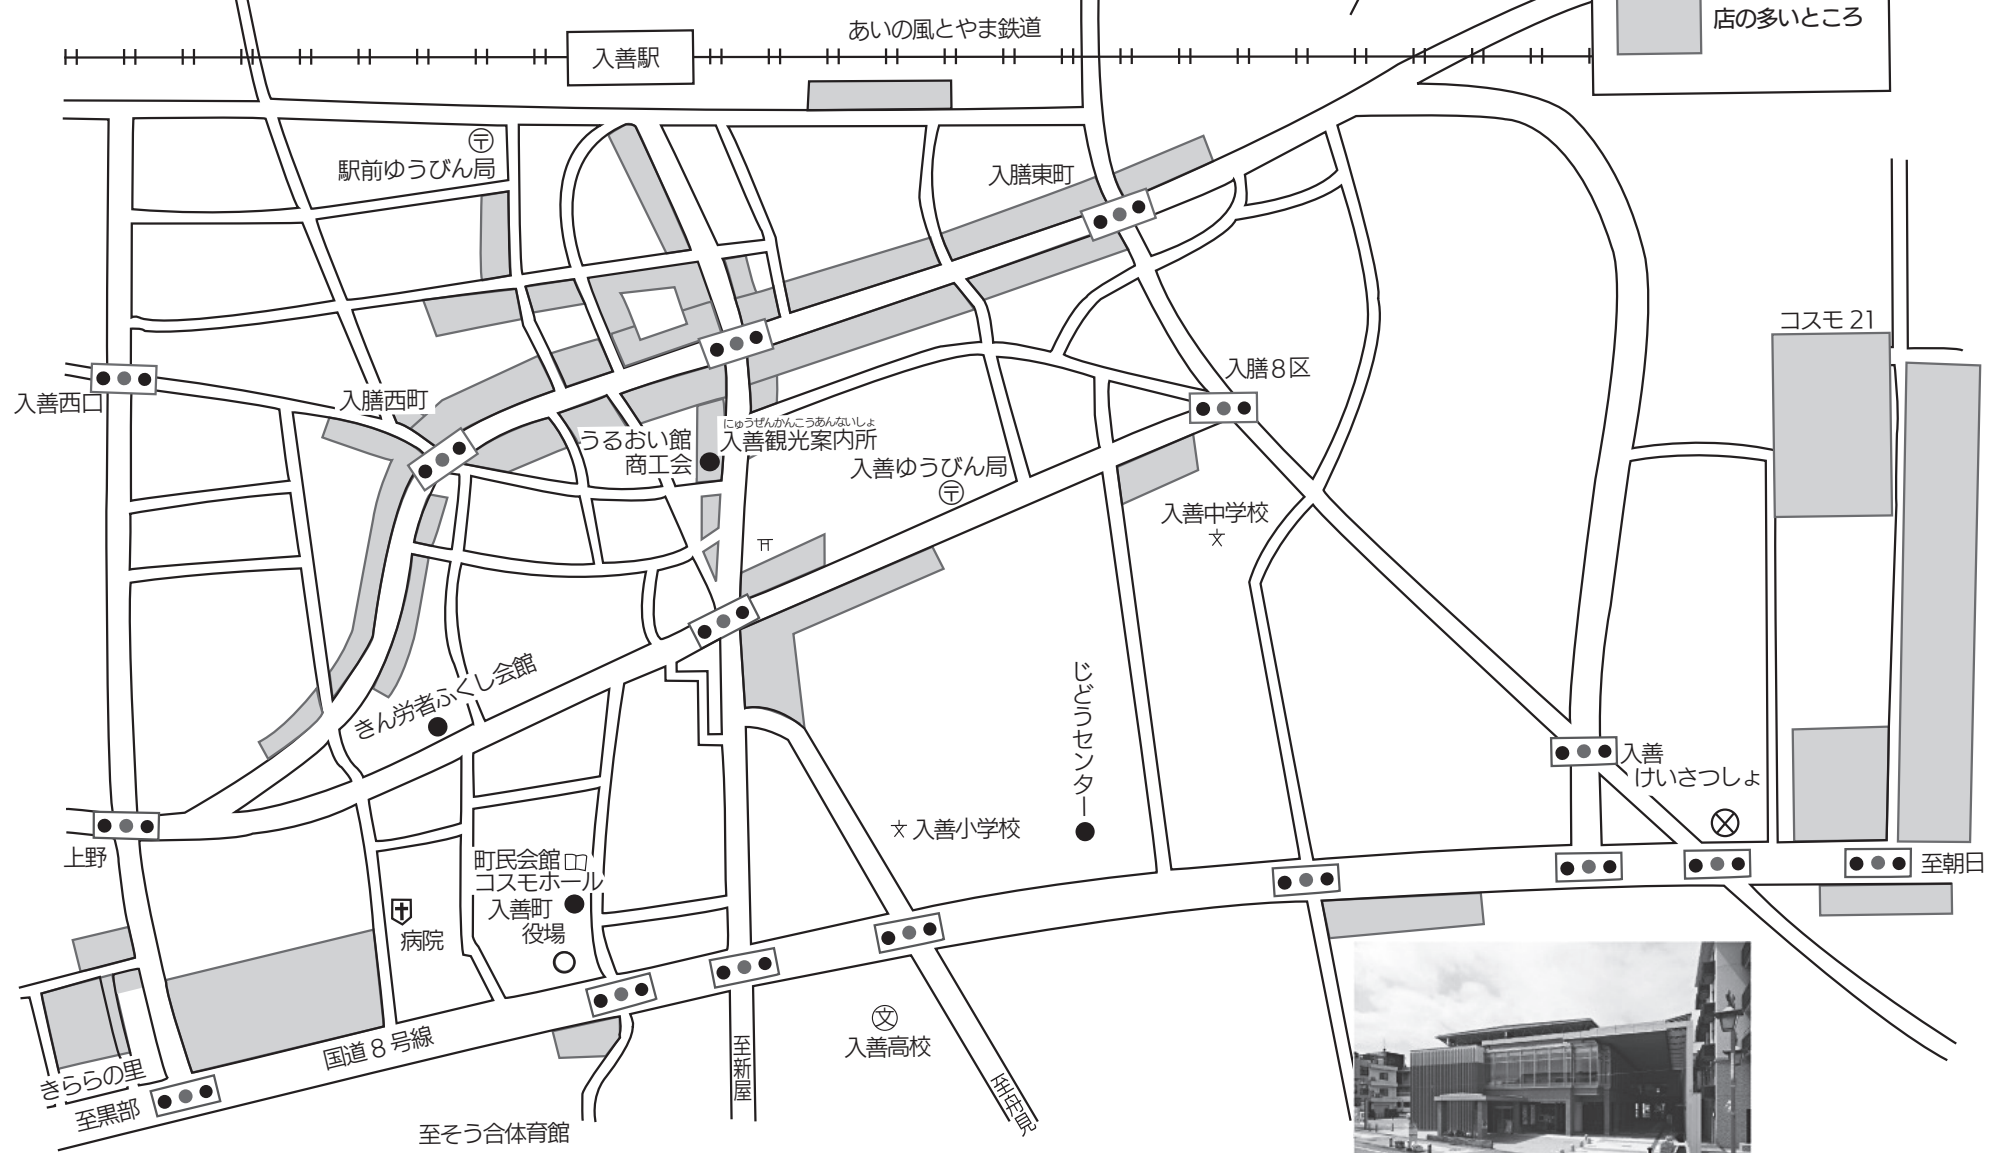 あいの風とやま鉄道
店の多いところ
入善駅
〒
駅前ゆうびん局
入膳東町
コスモ21
入膳8区
入善西口
入膳西町
にゅうぜんかんこうあんないしょ
入善観光案内所
うるおい館
商工会
入善ゆうびん局
〒
入善中学校
文
きん労者ふくし会館
じどうセンター
入善
けいさつしょ
文 入善小学校
上野
町民会館
コスモホール
入善町
役場
至朝日
病院
国道8号線
文
入善高校
至新屋
きららの里
至黒部
至そう合体育館